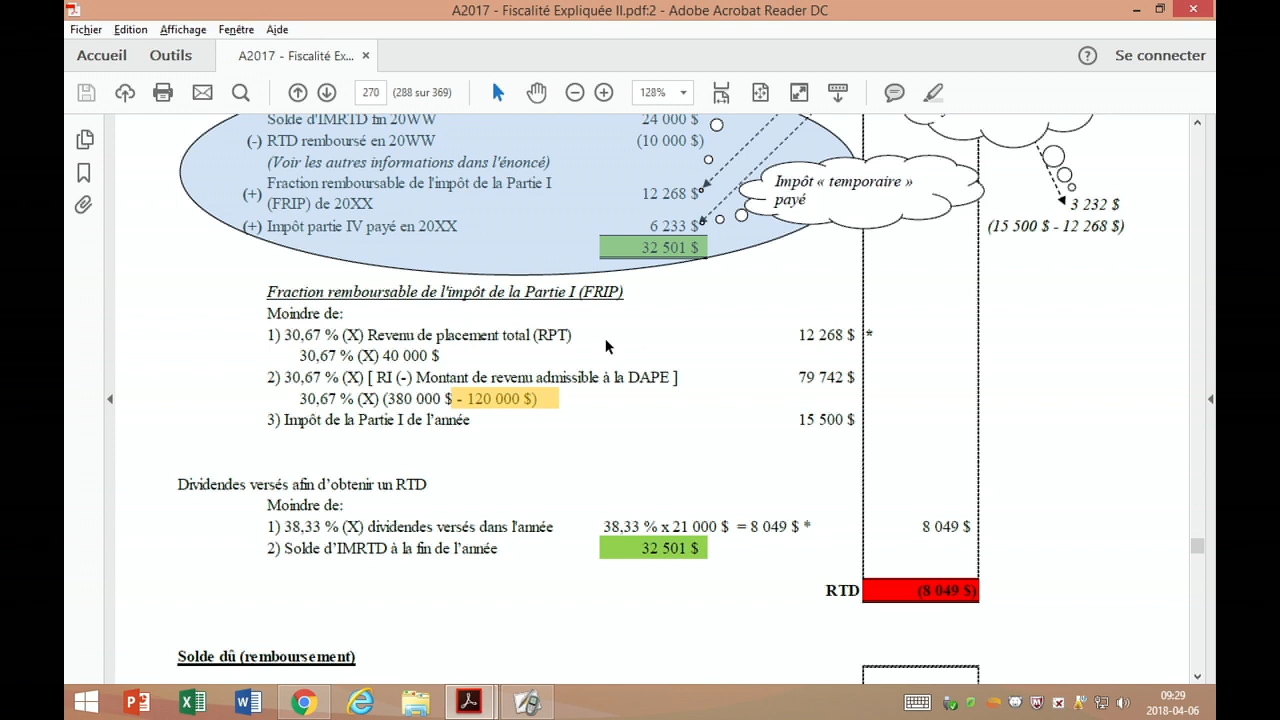 A2017 - Fiscalité Expliquée II.pdf:2 - Adobe Acrobat Reader DC
Fichier Edition Affichage Fenêtre Aide
Accueil Outils A2017 - Fiscalité Ex... × ? Se connecter
270 (288 sur 369) 128%
Solde d'IMRTD fin 20WW 24 000 $
(-) RTD remboursé en 20WW (10 000 $)
(Voir les autres informations dans l'énoncé)
Fraction remboursable de l'impôt de la Partie I
(+) (FRIP) de 20XX 12 268 $
(+) Impôt partie IV payé en 20XX 6 233 $
32 501 $
Impôt « temporaire »
payé
3 232 $
(15 500 $ - 12 268 $)
Fraction remboursable de l'impôt de la Partie I (FRIP)
Moindre de:
1) 30,67 % (X) Revenu de placement total (RPT) 12 268 $ *
30,67 % (X) 40 000 $
2) 30,67 % (X) [ RI (-) Montant de revenu admissible à la DAPE ] 79 742 $
30,67 % (X) (380 000 $ - 120 000 $)
3) Impôt de la Partie I de l'année 15 500 $
Dividendes versés afin d'obtenir un RTD
Moindre de:
1) 38,33 % (X) dividendes versés dans l'année 38,33 % x 21 000 $ = 8 049 $ * 8 049 $
2) Solde d'IMRTD à la fin de l'année 32 501 $
RTD (8 049 $)
Solde dû (remboursement)
09:29
2018-04-06